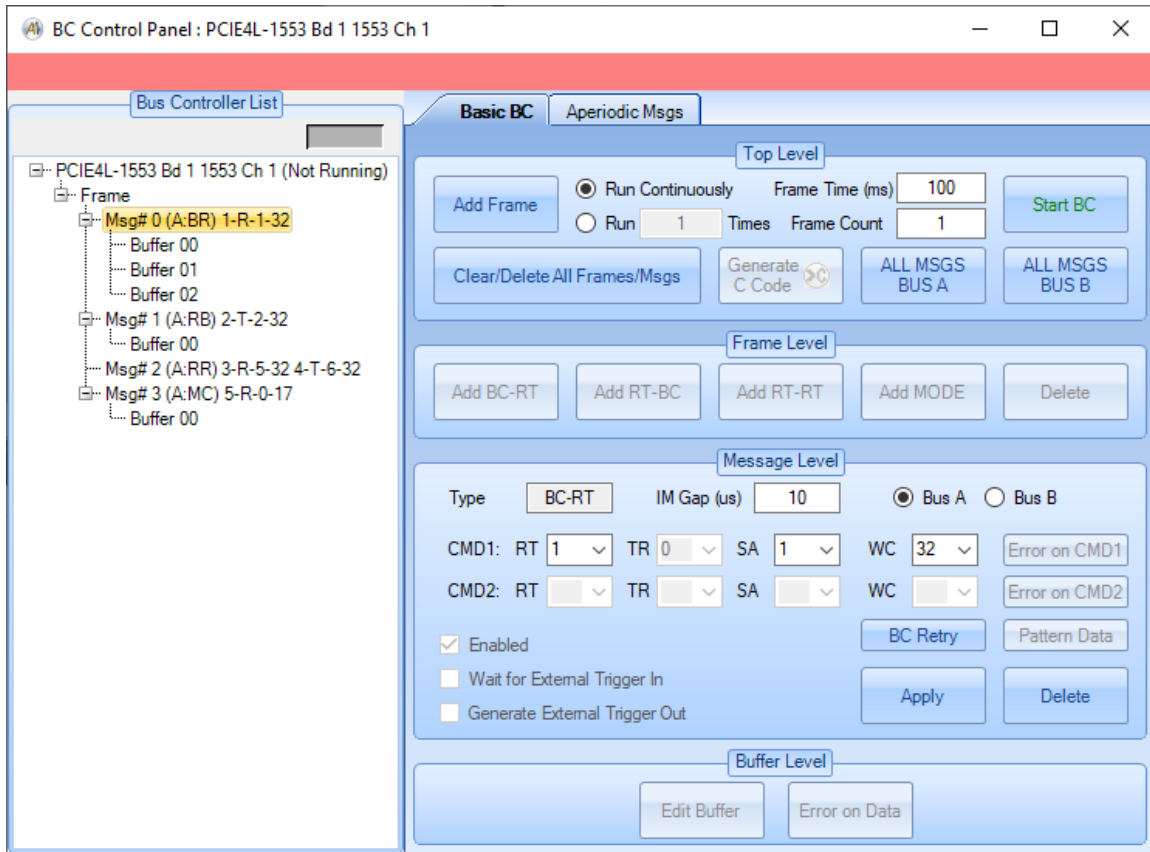 BC Control Panel : PCIE4L-1553 Bd 1 1553 Ch 1
Bus Controller List
PCIE4L-1553 Bd 1 1553 Ch 1 (Not Running)
Frame
Msg# 0 (A:BR) 1-R-1-32
Buffer 00
Buffer 01
Buffer 02
Msg# 1 (A:RB) 2-T-2-32
Buffer 00
Msg# 2 (A:RR) 3-R-5-32 4-T-6-32
Msg# 3 (A:MC) 5-R-0-17
Buffer 00
Basic BC Aperiodic Msgs
Top Level
Add Frame Run Continuously Frame Time (ms) 100 Start BC
Run 1 Times Frame Count 1
Clear/Delete All Frames/Msgs Generate C Code ALL MSGS BUS A ALL MSGS BUS B
Frame Level
Add BC-RT Add RT-BC Add RT-RT Add MODE Delete
Message Level
Type BC-RT IM Gap (us) 10 Bus A Bus B
CMD1: RT 1 TR 0 SA 1 WC 32 Error on CMD1
CMD2: RT TR SA WC Error on CMD2
Enabled BC Retry Pattern Data
Wait for External Trigger In
Generate External Trigger Out Apply Delete
Buffer Level
Edit Buffer Error on Data